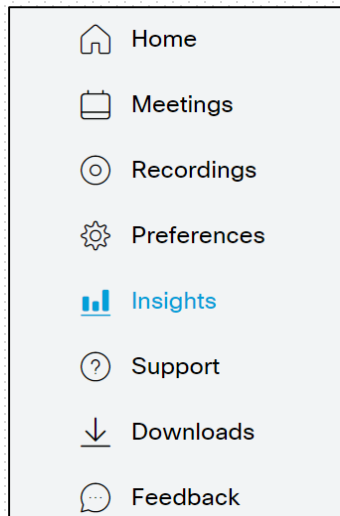 Home
Meetings
Recordings
Preferences
Insights
Support
Downloads
Feedback